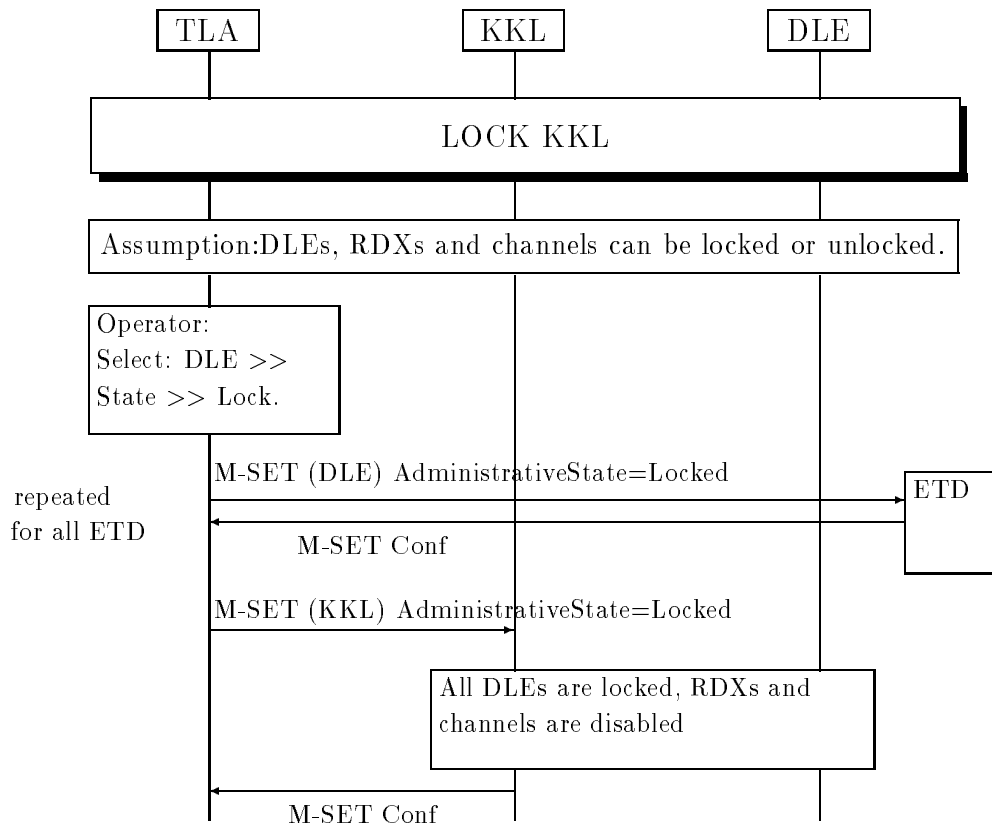 TLA
KKL
DLE
LOCK KKL
Assumption:DLEs, RDXs and channels can be locked or unlocked.
Operator:
Select: DLE >>
State >> Lock.
M-SET (DLE) AdministrativeState=Locked
repeated
for all ETD
ETD
M-SET Conf
M-SET (KKL) AdministrativeState=Locked
All DLEs are locked, RDXs and
channels are disabled
M-SET Conf